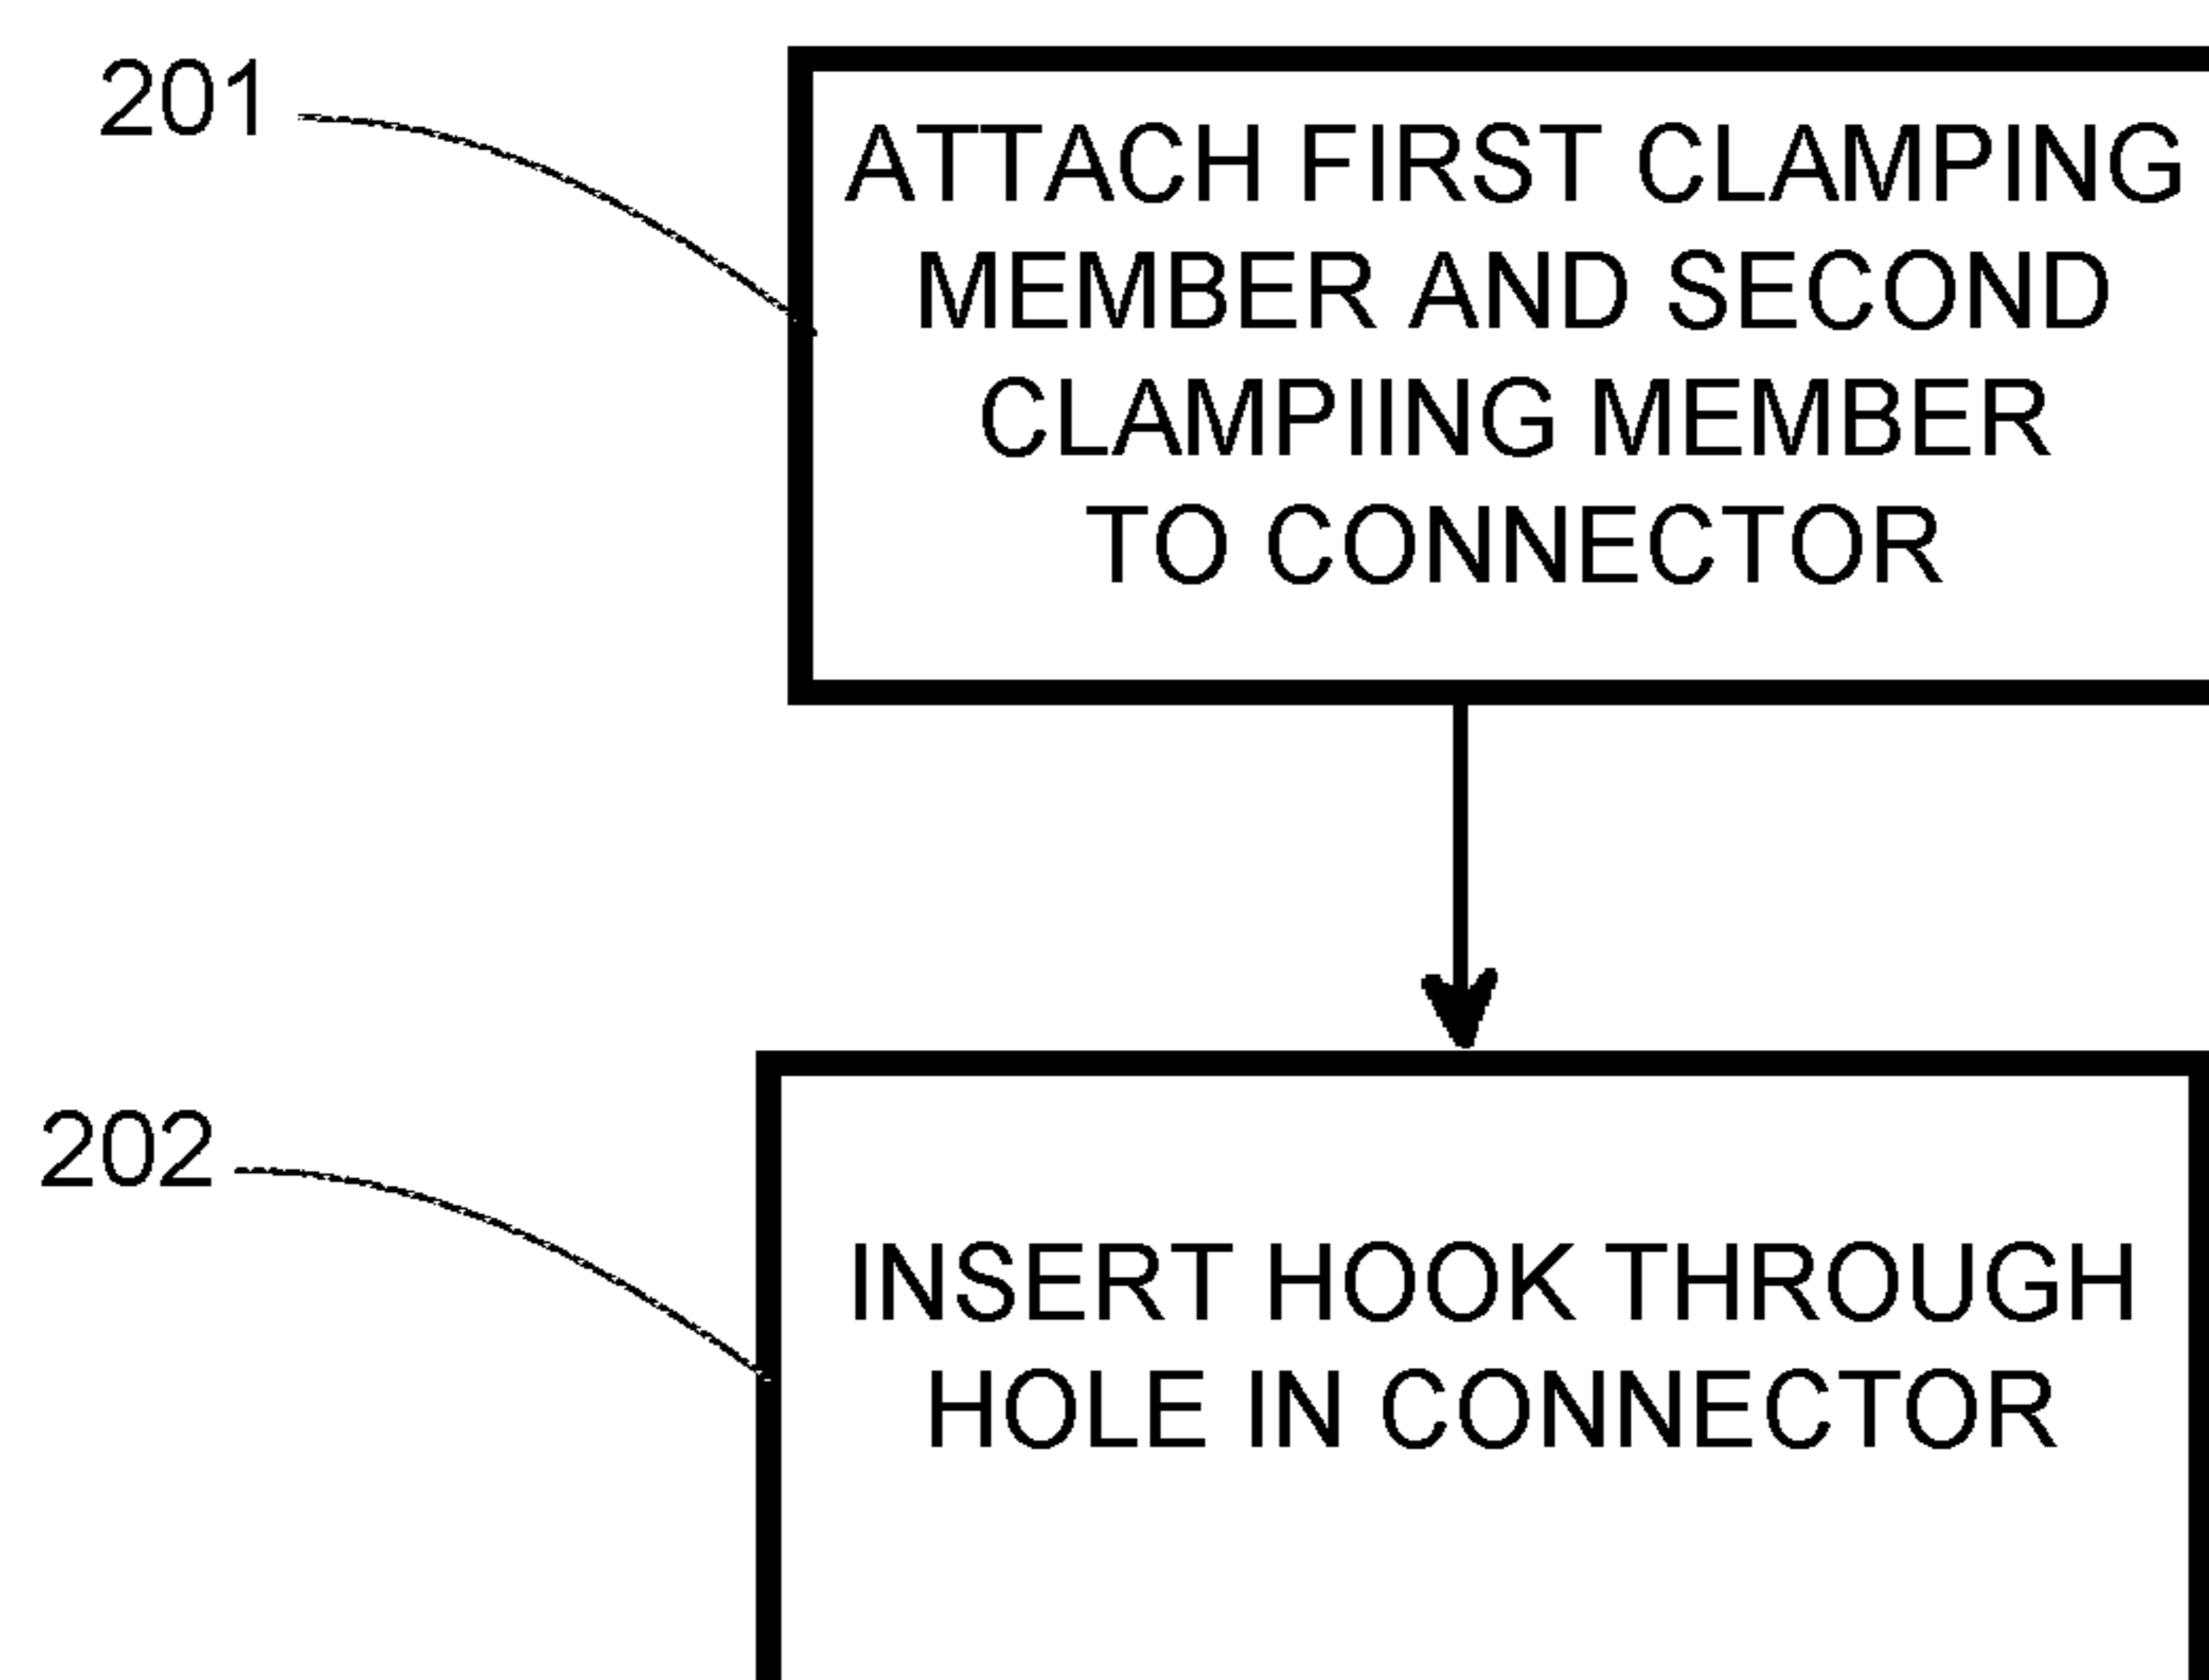 201
ATTACH FIRST CLAMPING
MEMBER AND SECOND
CLAMPIING MEMBER
TO CONNECTOR
202
INSERT HOOK THROUGH
HOLE IN CONNECTOR